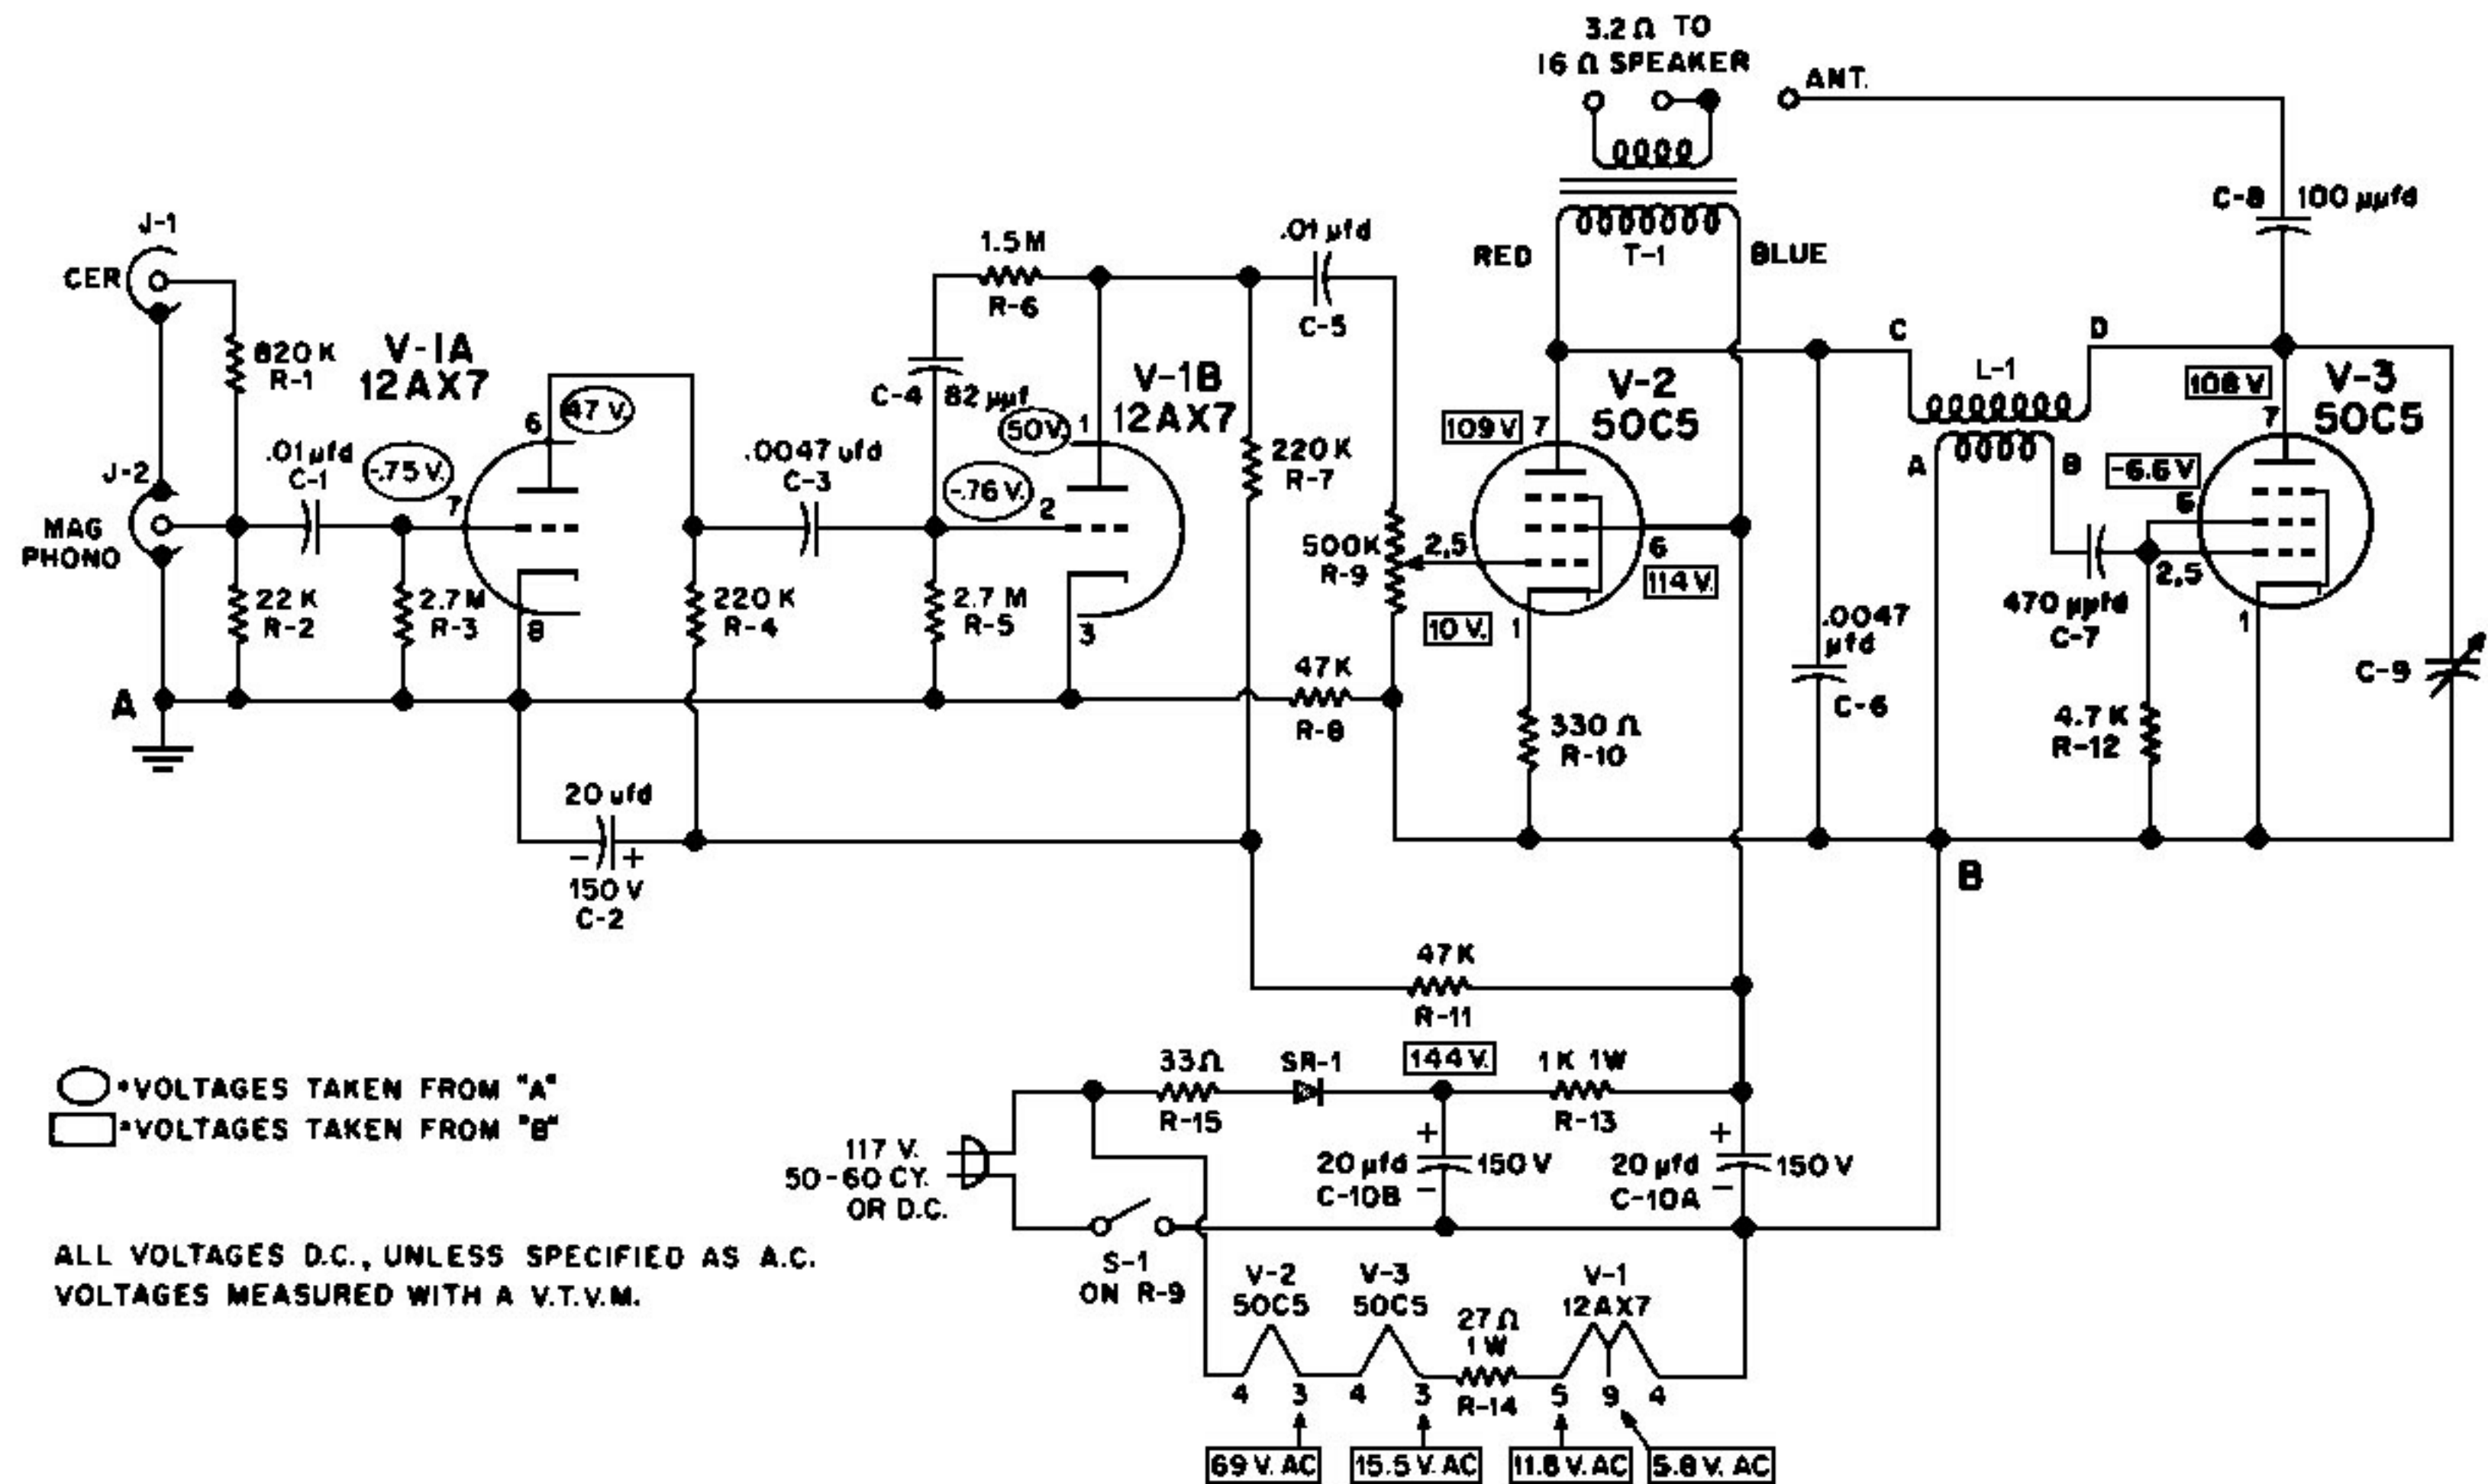 3.2 Ω TO
16 Ω SPEAKER
ANT.
C-8 100 µµfd
J-1
CER
820 K
R-1
V-1A
12AX7
1.5 M
R-6
.01 µfd
C-5
RED
T-1
BLUE
C
D
L-1
A
B
108 V
V-3
50C5
7
V-2
50C5
109 V
7
C-4 82 µµf
V-1B
12AX7
50 V.
1
6
47 V.
J-2
MAG
PHONO
.01 µfd
C-1
-.75 V.
7
.0047 ufd
C-3
-.76 V.
2
220 K
R-7
500K
R-9
2,5
6
114 V.
-6.6 V
6
2,5
470 µµfd
C-7
22 K
R-2
2.7 M
R-3
8
220 K
R-4
2.7 M
R-5
3
10 V.
1
.0047
µfd
C-6
1
C-9
A
47K
R-8
330 Ω
R-10
4.7 K
R-12
20 ufd
- +
150 V
C-2
B
47 K
R-11
○ =VOLTAGES TAKEN FROM "A"
□ =VOLTAGES TAKEN FROM "B"
33Ω
R-15
SR-1
144 V.
1K 1W
R-13
117 V.
50-60 CY.
OR D.C.
+
20 µfd 150 V
C-10B -
+
20 µfd 150 V
C-10A -
ALL VOLTAGES D.C., UNLESS SPECIFIED AS A.C.
VOLTAGES MEASURED WITH A V.T.V.M.
S-1
ON R-9
V-2
50C5
V-3
50C5
27 Ω
1 W
R-14
V-1
12AX7
4 3 4 3 5 9 4
69 V. AC 15.5 V. AC 11.8 V. AC 5.8 V. AC